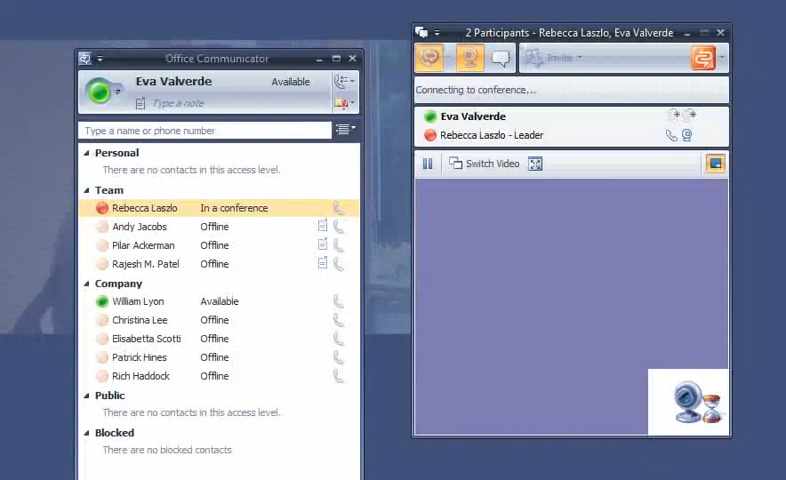 Office Communicator
Eva Valverde
Available
Type a note
Type a name or phone number
Personal
There are no contacts in this access level.
Team
Rebecca Laszlo In a conference
Andy Jacobs Offline
Pilar Ackerman Offline
Rajesh M. Patel Offline
Company
William Lyon Available
Christina Lee Offline
Elisabetta Scotti Offline
Patrick Hines Offline
Rich Haddock Offline
Public
There are no contacts in this access level.
Blocked
There are no blocked contacts
2 Participants - Rebecca Laszlo, Eva Valverde
Invite
Connecting to conference...
Eva Valverde
Rebecca Laszlo - Leader
Switch Video